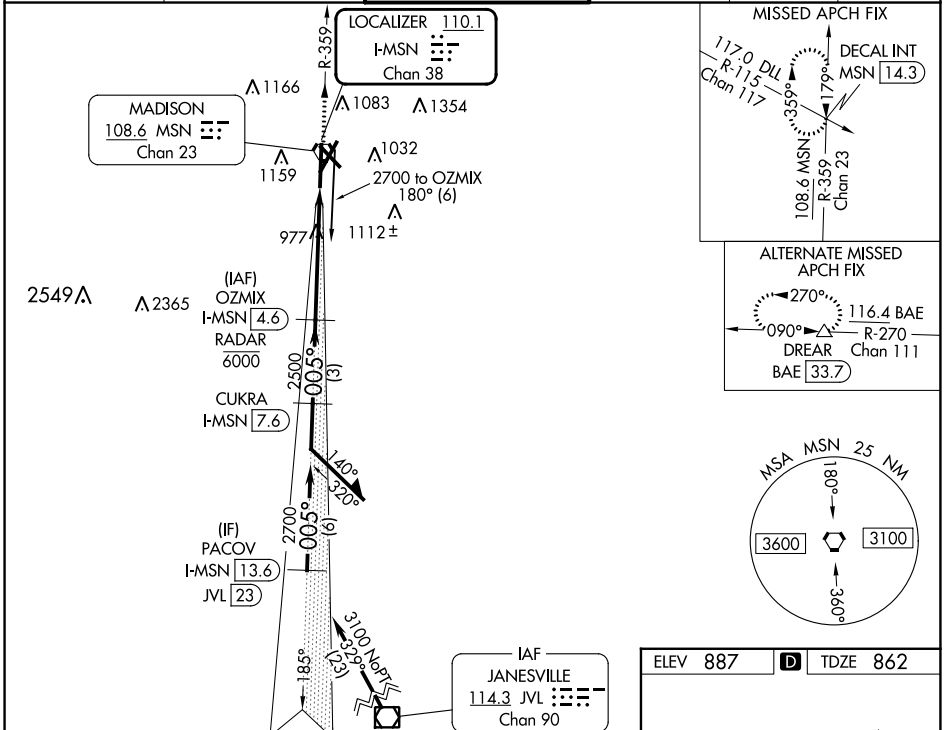 LOCALIZER 110.1
I-MSN
Chan 38
R-359
MADISON
108.6 MSN
Chan 23
1166
1083
1354
1159
1032
2700 to OZMIX
180° (6)
1112 ±
977
2549
2365
(IAF)
OZMIX
I-MSN 4.6
RADAR
6000
2500
005°
(3)
CUKRA
I-MSN 7.6
140°
320°
2700
005°
(6)
(IF)
PACOV
I-MSN 13.6
JVL 23
185°
3100 NoPT
329°
(23)
IAF
JANESVILLE
114.3 JVL
Chan 90
MISSED APCH FIX
117.0 DLL
R-115
Chan 117
DECAL INT
MSN 14.3
359°
179°
108.6 MSN
R-359
Chan 23
ALTERNATE MISSED
APCH FIX
270°
090°
116.4 BAE
R-270
Chan 111
DREAR
BAE 33.7
MSA MSN 25 NM
180°
3600
3100
360°
ELEV 887 D TDZE 862